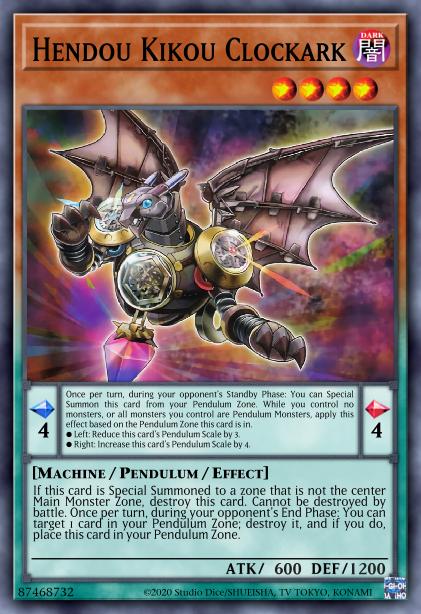 HENDOU KIKOU CLOCKARK
DARK
闇
Once per turn, during your opponent's Standby Phase: You can Special
Summon this card from your Pendulum Zone. While you control no
monsters, or all monsters you control are Pendulum Monsters, apply this
effect based on the Pendulum Zone this card is in.
● Left: Reduce this card's Pendulum Scale by 3.
● Right: Increase this card's Pendulum Scale by 4.
4
4
[MACHINE / PENDULUM / EFFECT]
If this card is Special Summoned to a zone that is not the center
Main Monster Zone, destroy this card. Cannot be destroyed by
battle. Once per turn, during your opponent's End Phase: You can
target 1 card in your Pendulum Zone; destroy it, and if you do,
place this card in your Pendulum Zone.
ATK/ 600 DEF/1200
87468732
©2020 Studio Dice/SHUEISHA, TV TOKYO, KONAMI